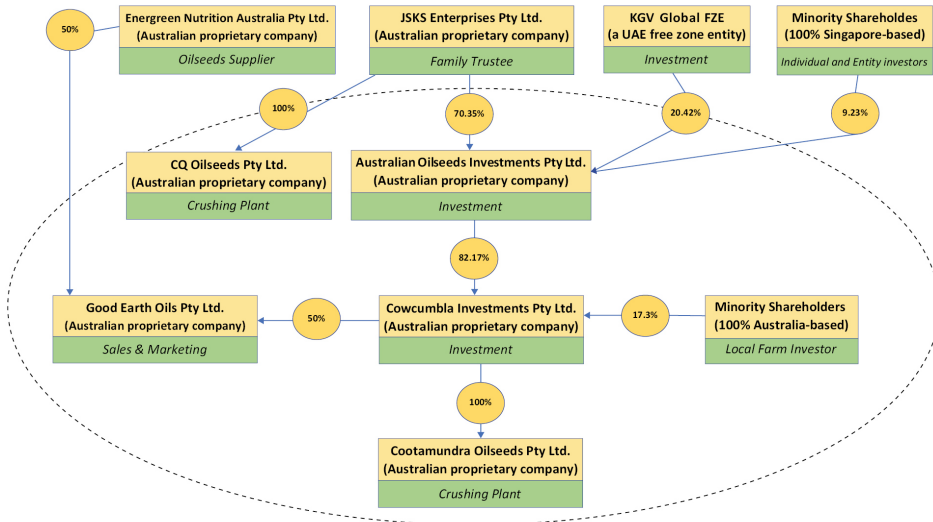 Energreen Nutrition Australia Pty Ltd.
(Australian proprietary company)
Oilseeds Supplier
JSKS Enterprises Pty Ltd.
(Australian proprietary company)
Family Trustee
KGV Global FZE
(a UAE free zone entity)
Investment
Minority Shareholdes
(100% Singapore-based)
Individual and Entity investors
50%
100%
70.35%
20.42%
9.23%
CQ Oilseeds Pty Ltd.
(Australian proprietary company)
Crushing Plant
Australian Oilseeds Investments Pty Ltd.
(Australian proprietary company)
Investment
82.17%
Good Earth Oils Pty Ltd.
(Australian proprietary company)
Sales & Marketing
50%
Cowcumbla Investments Pty Ltd.
(Australian proprietary company)
Investment
17.3%
Minority Shareholders
(100% Australia-based)
Local Farm Investor
100%
Cootamundra Oilseeds Pty Ltd.
(Australian proprietary company)
Crushing Plant